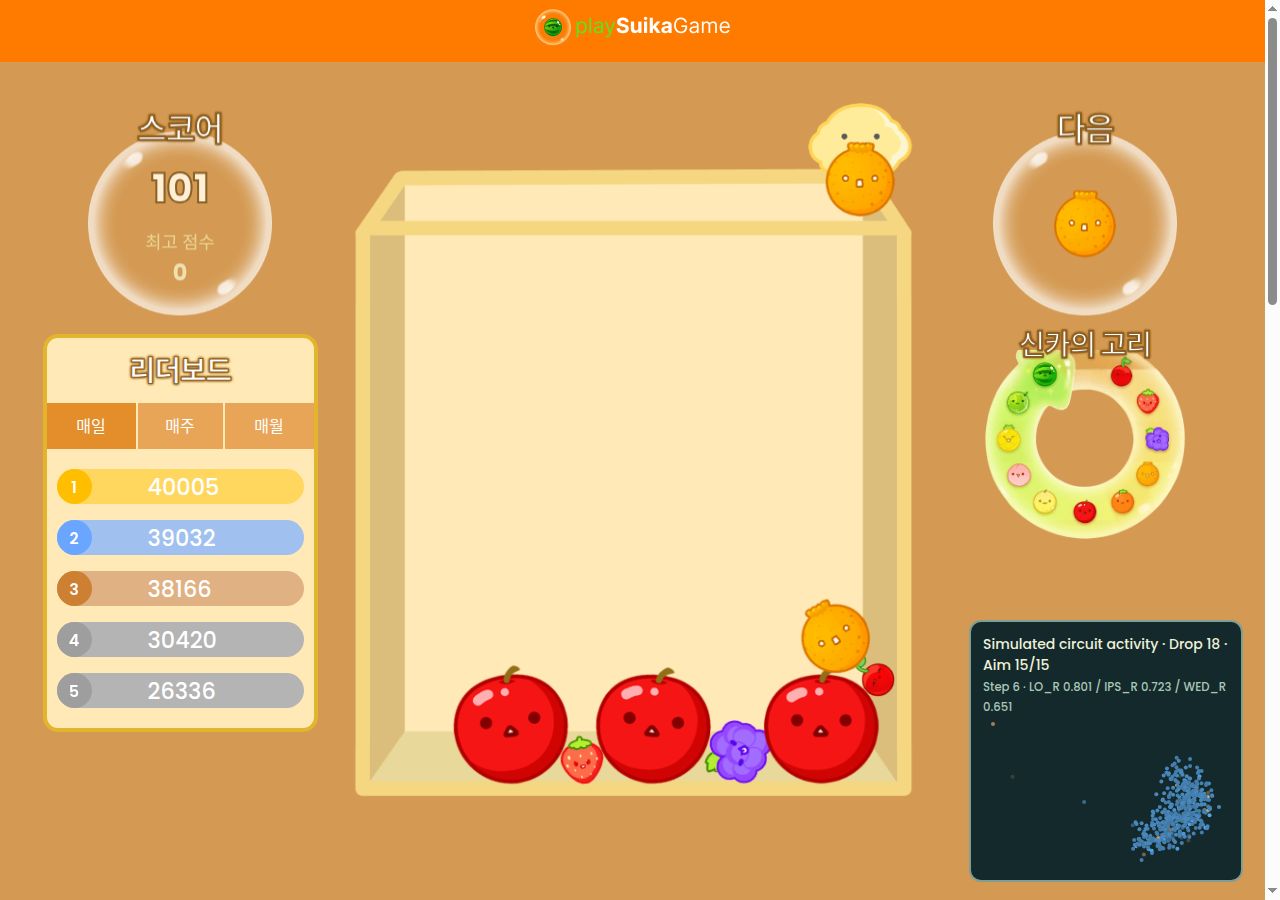 playSuikaGame
스코어
101
최고 점수
0
리더보드
매일 매주 매월
1 40005
2 39032
3 38166
4 30420
5 26336
다음
신카의 고리
Simulated circuit activity · Drop 18 ·
Aim 15/15
Step 6 · LO_R 0.801 / IPS_R 0.723 / WED_R
0.651